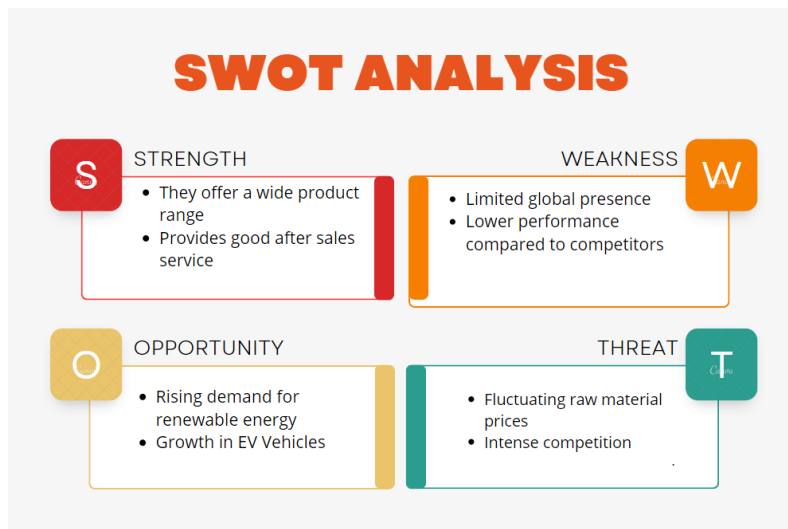 SWOT ANALYSIS
S
STRENGTH
• They offer a wide product
range
• Provides good after sales
service
WEAKNESS
W
• Limited global presence
• Lower performance
compared to competitors
O
OPPORTUNITY
• Rising demand for
renewable energy
• Growth in EV Vehicles
THREAT
T
Canva
• Fluctuating raw material
prices
• Intense competition
.